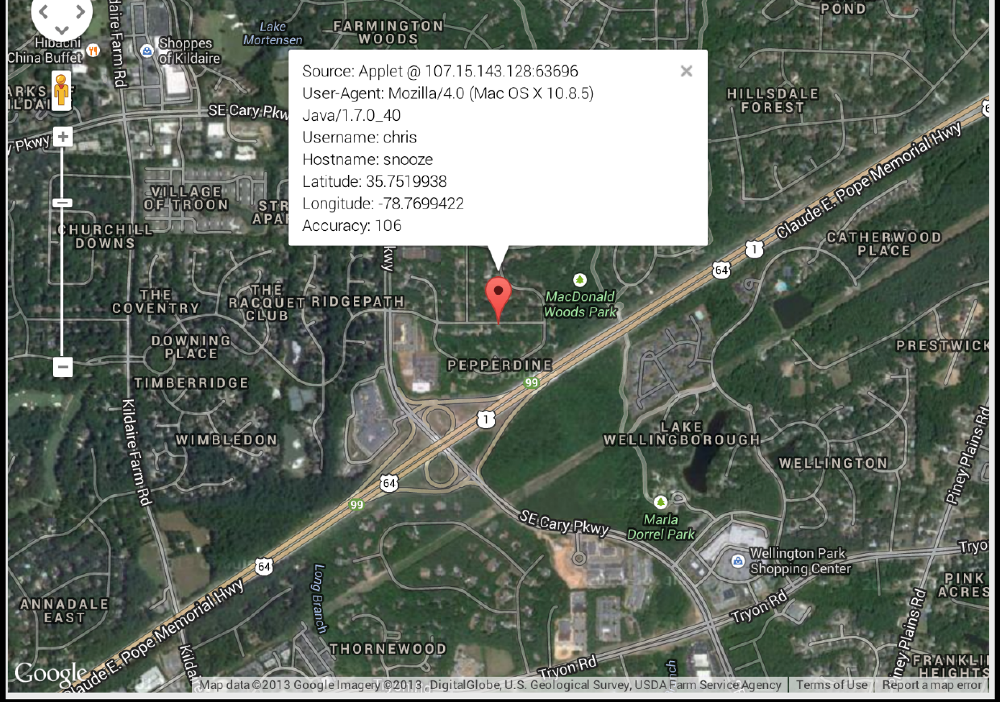 POND
Lake
Mortensen
FARMINGTON
WOODS
Hibachi
China Buffet
daire Farm Rd
Shoppes
of Kildaire
SE Cary Pkw
y Pkwy
HILLSDALE
FOREST
Source: Applet @ 107.15.143.128:63696
User-Agent: Mozilla/4.0 (Mac OS X 10.8.5)
Java/1.7.0_40
Username: chris
Hostname: snooze
Latitude: 35.7519938
Longitude: -78.7699422
Accuracy: 106
Claude E. Pope Memorial Hwy
VILLAGE
OF TROON
STR
APAR
CHURCHILL
DOWNS
CATHERWOOD
PLACE
1
64
kwy
MacDonald
Woods Park
THE
COVENTRY
THE
RACQUET
CLUB
RIDGEPATH
DOWNING
PLACE
PRESTWICK
PEPPERDINE
99
TIMBERRIDGE
Kildaire Farm Rd
1
WIMBLEDON
LAKE
WELLINGBOROUGH
WELLINGTON
Piney Plains Rd
64
99
SE Cary Pkwy
Marla
Dorrel Park
Wellington Park
Shopping Center
Tryo
64
Long Branch
PINK
ACRES
ANNADALE
EAST
Claude E. Pope Memorial Hwy
Tryon Rd
Piney Plains Rd
THORNEWOOD
Tryon Rd
FRANKLI
HEIGHTS
Kildai
Google
Map data ©2013 Google Imagery ©2013 , DigitalGlobe, U.S. Geological Survey, USDA Farm Service Agency
Terms of Use
Report a map error